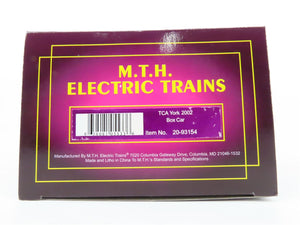 M.T.H.
ELECTRIC TRAINS
TCA York 2002
Box Car
Item No. 20-93154
Manufactured By M.T.H. Electric Trains® 7020 Columbia Gateway Drive, Columbia, MD 21046-1532
Made and Litho in China To M.T.H.'s Standards and Specifications